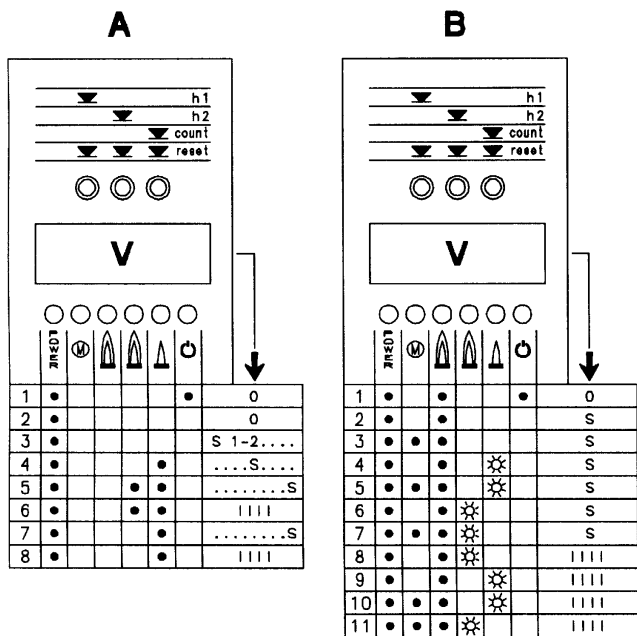 A
h1
h2
count
reset
V
POWER
M
1 0
2 0
3 S 1-2....
4 ....S....
5 ........S
6 IIII
7 ........S
8 IIII
B
h1
h2
count
reset
V
POWER
M
1 0
2 S
3 S
4 S
5 S
6 S
7 S
8 IIII
9 IIII
10 IIII
11 IIII